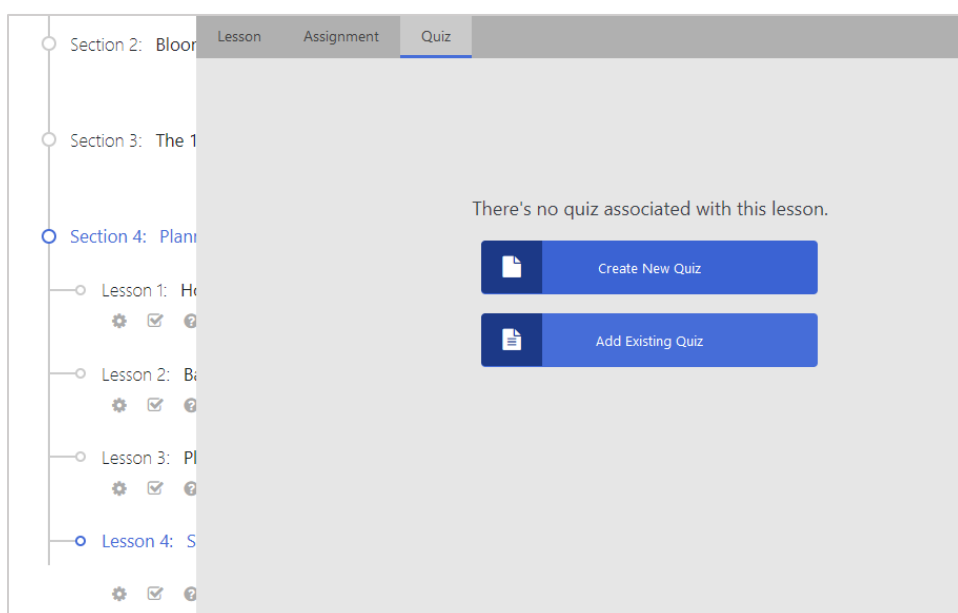 Section 2: Bloor
Section 3: The 1
Section 4: Plann
Lesson 1: Ho
Lesson 2: Ba
Lesson 3: Pl
Lesson 4: S
Lesson Assignment Quiz
There's no quiz associated with this lesson.
Create New Quiz
Add Existing Quiz